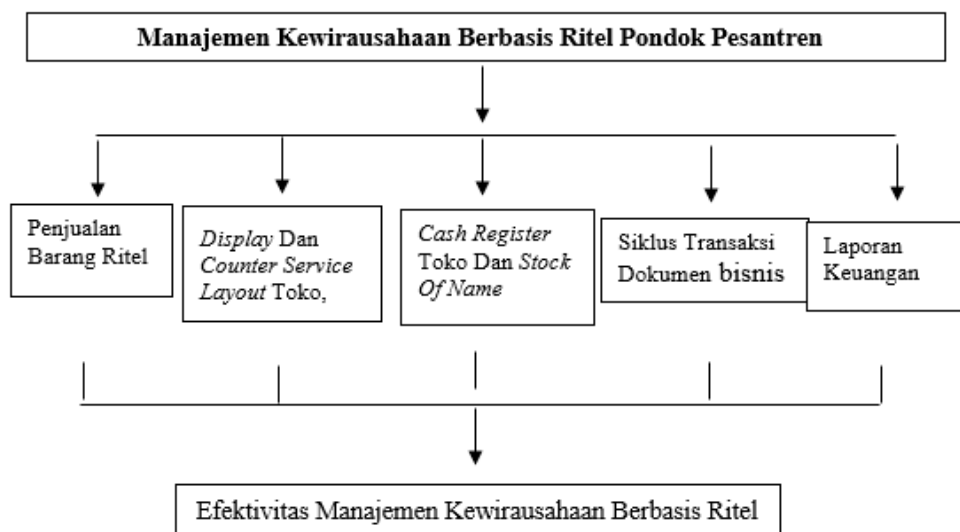 Manajemen Kewirausahaan Berbasis Ritel Pondok Pesantren
Penjualan
Barang Ritel
Display Dan
Counter Service
Layout Toko,
Cash Register
Toko Dan Stock
Of Name
Siklus Transaksi
Dokumen bisnis
Laporan
Keuangan
Efektivitas Manajemen Kewirausahaan Berbasis Ritel